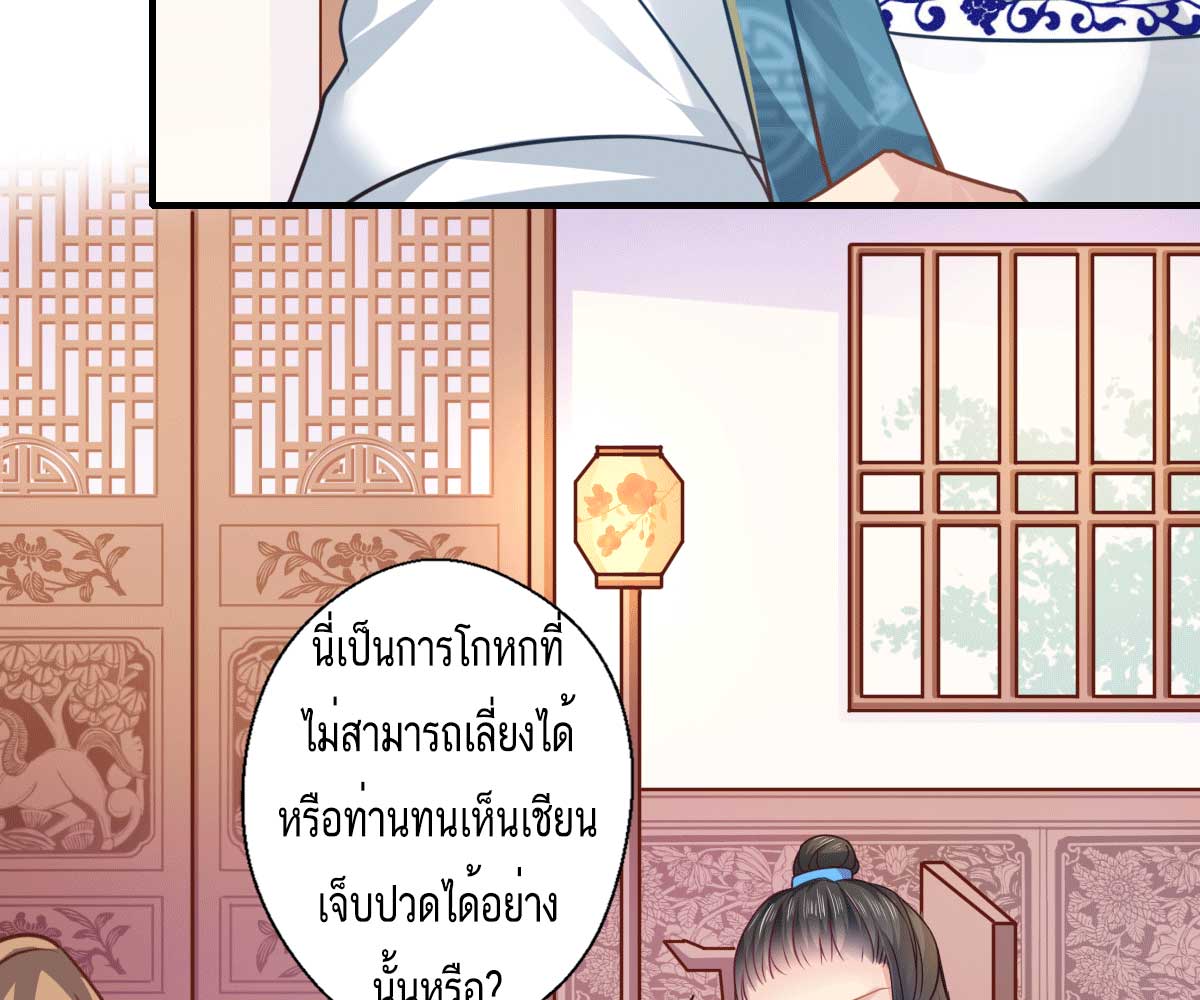 นี่เป็นการโกหกที่
ไม่สามารถเลี่ยงได้
หรือท่านทนเห็นเชียน
เจ็บปวดได้อย่าง
นั้นหรือ?